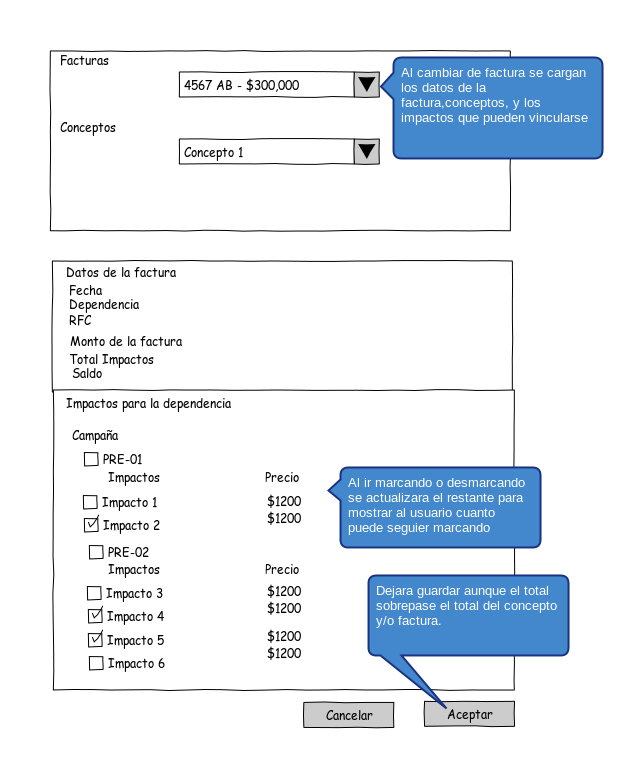 Facturas
4567 AB - $300,000
Al cambiar de factura se cargan
los datos de la
factura,conceptos, y los
impactos que pueden vincularse
Conceptos
Concepto 1
Datos de la factura
Fecha
Dependencia
RFC
Monto de la factura
Total Impactos
Saldo
Impactos para la dependencia
Campaña
PRE-01
Impactos Precio
Impacto 1 $1200
Impacto 2 $1200
Al ir marcando o desmarcando
se actualizara el restante para
mostrar al usuario cuanto
puede seguier marcando
PRE-02
Impactos Precio
Impacto 3 $1200
Impacto 4 $1200
Impacto 5 $1200
Impacto 6 $1200
Dejara guardar aunque el total
sobrepase el total del concepto
y/o factura.
Cancelar Aceptar